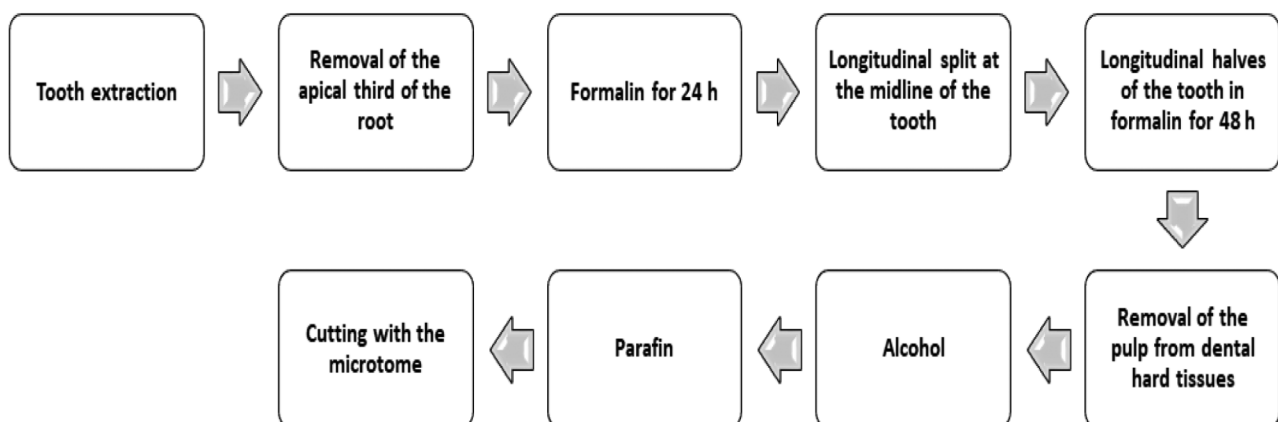 Tooth extraction
Removal of the
apical third of the
root
Formalin for 24 h
Longitudinal split at
the midline of the
tooth
Longitudinal halves
of the tooth in
formalin for 48 h
Removal of the
pulp from dental
hard tissues
Alcohol
Parafin
Cutting with the
microtome